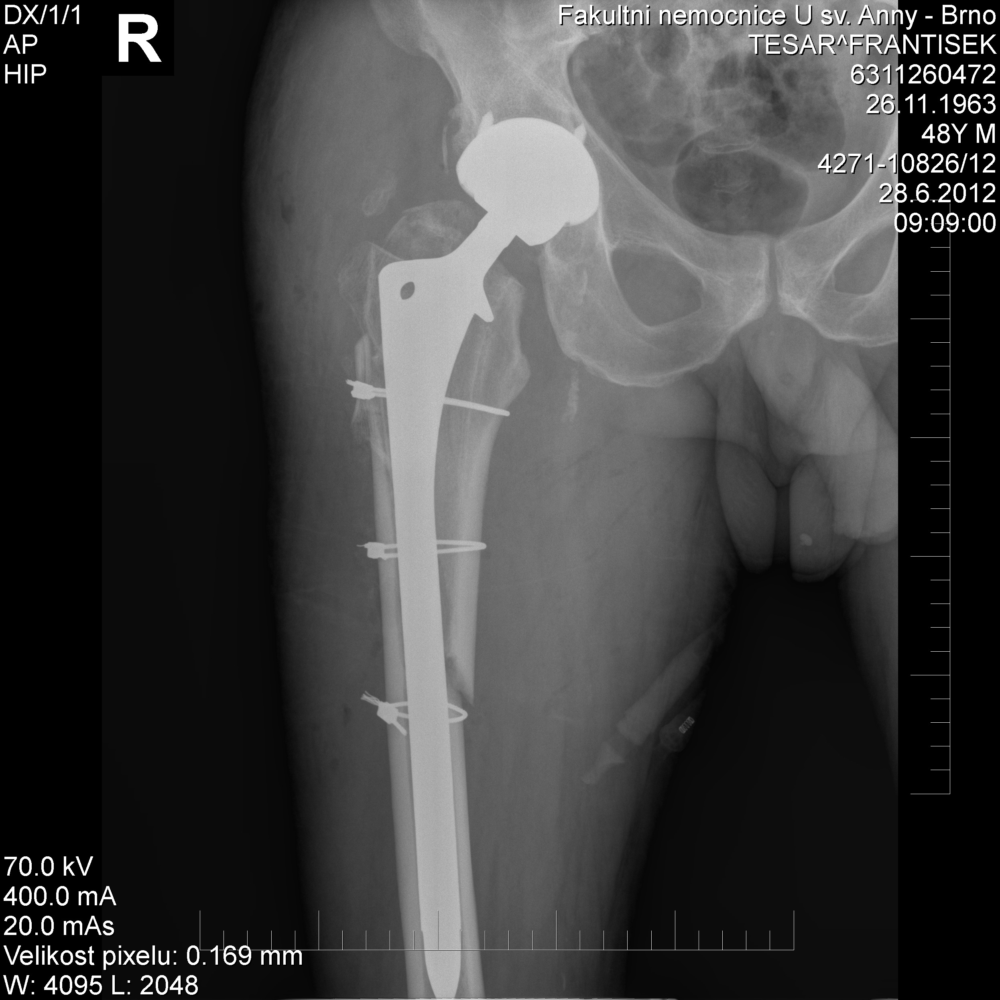 DX/1/1
AP
HIP
R
Fakultni nemocnice U sv. Anny - Brno
TESAR^FRANTISEK
6311260472
26.11.1963
48Y M
4271-10826/12
28.6.2012
09:09:00
70.0 kV
400.0 mA
20.0 mAs
Velikost pixelu: 0.169 mm
W: 4095 L: 2048